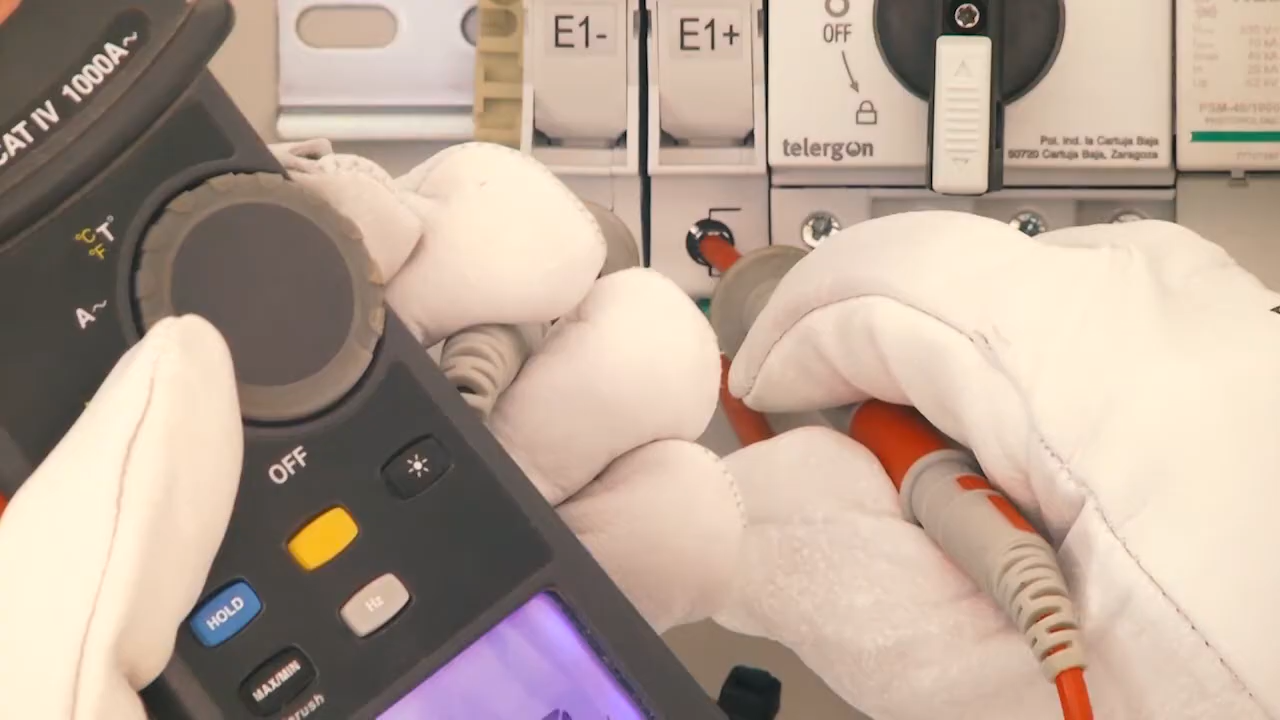 CAT IV 1000A~
°C
°F
T°
A~
OFF
HOLD
Hz
MAX/MIN
E1-
E1+
OFF
telergon
Pol. Ind. la Cartuja Baja
50720 Cartuja Baja, Zaragoza